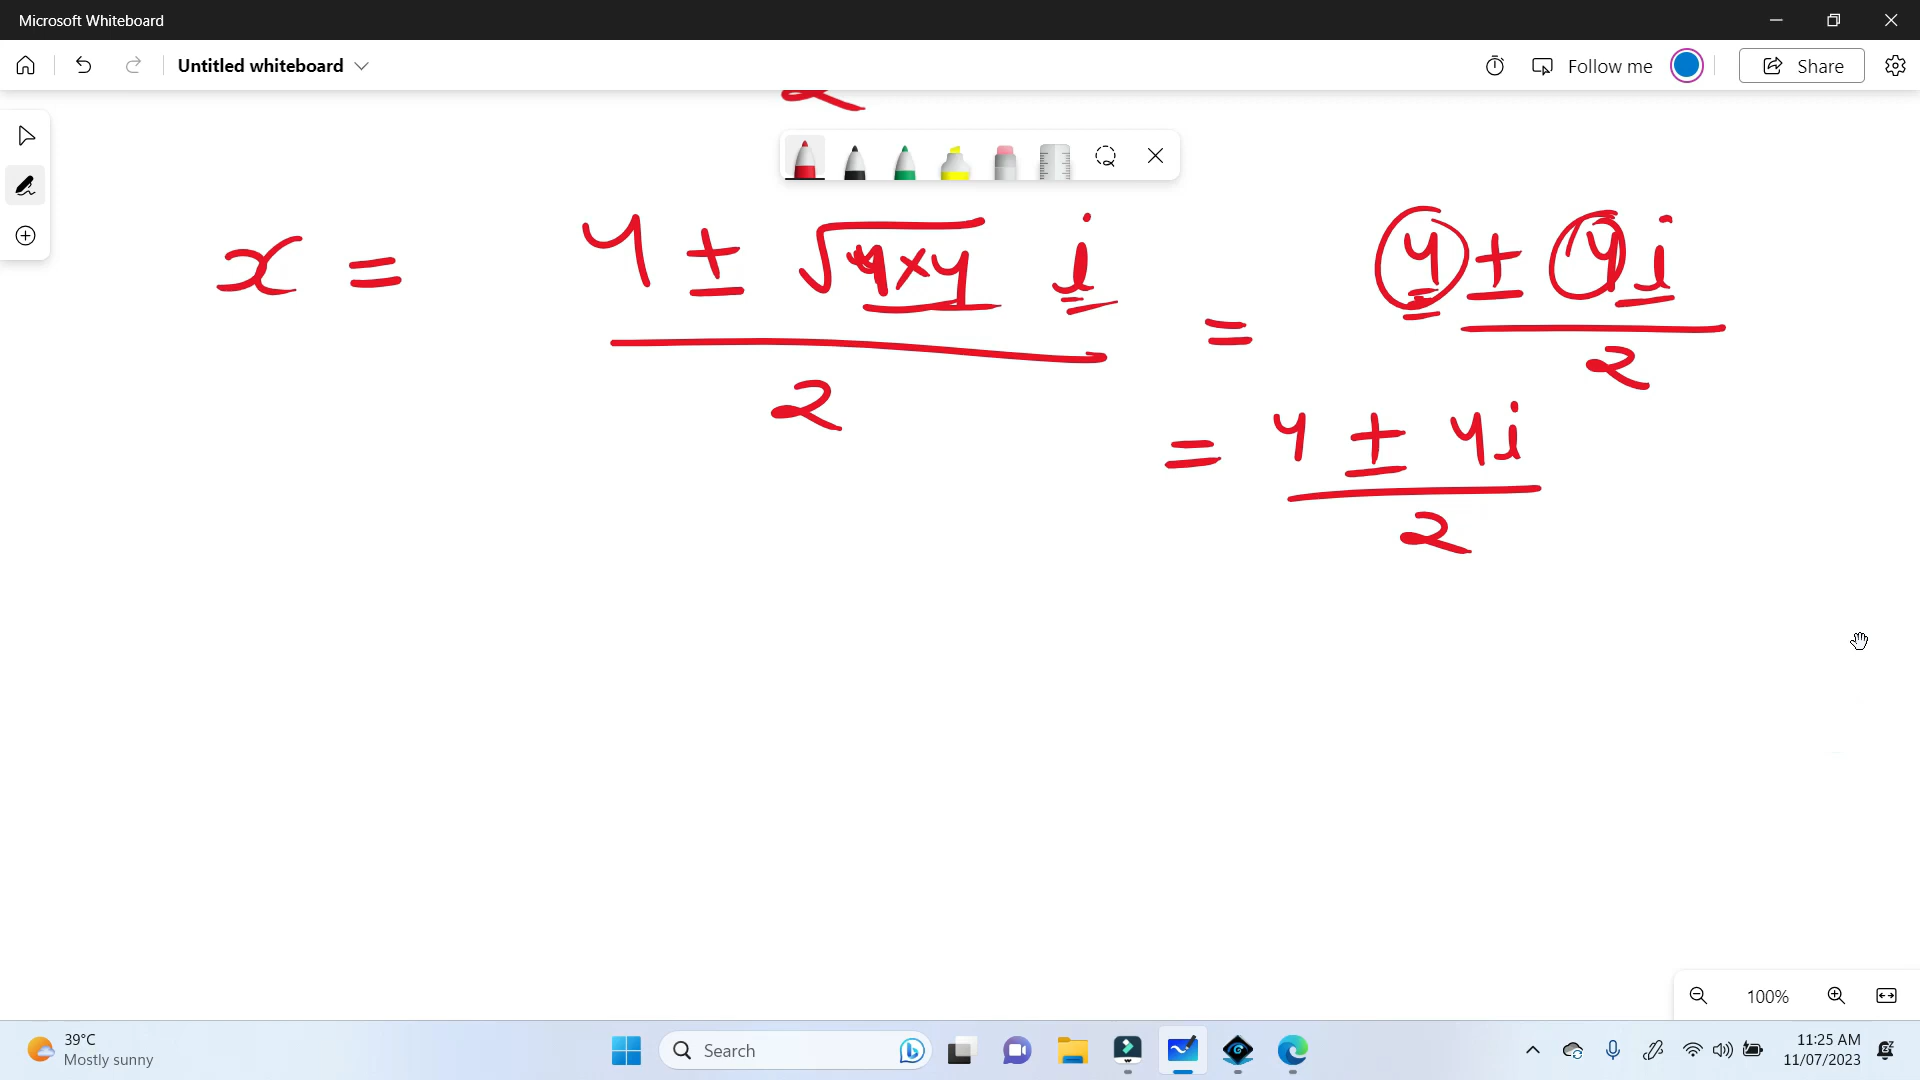 Microsoft Whiteboard
Untitled whiteboard
Follow me
Share
x = 4 ± √4×4 i / 2 = 4 ± 4i / 2
= 4 ± 4i / 2
100%
39°C
Mostly sunny
Search
11:25 AM
11/07/2023